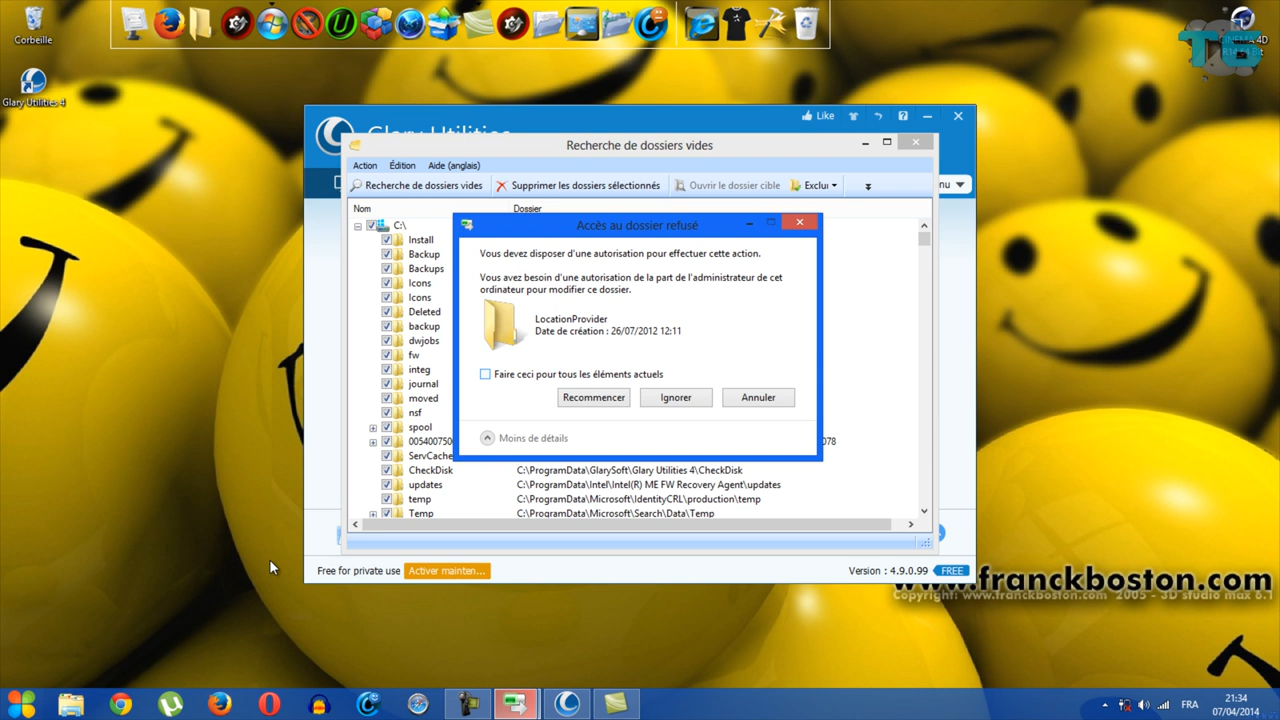 Corbeille
Glary Utilities 4
CINEMA 4D
TG
Like
Glary Utilities
Recherche de dossiers vides
Action Édition Aide (anglais)
Recherche de dossiers vides Supprimer les dossiers sélectionnés Ouvrir le dossier cible Exclui
nu
Nom Dossier
C:\
Install
Backup
Backups
Icons
Icons
Deleted
backup
dwjobs
fw
integ
journal
moved
nsf
spool
0054007500 078
ServCache
CheckDisk C:\ProgramData\GlarySoft\Glary Utilities 4\CheckDisk
updates C:\ProgramData\Intel\Intel(R) ME FW Recovery Agent\updates
temp C:\ProgramData\Microsoft\IdentityCRL\production\temp
Temp C:\ProgramData\Microsoft\Search\Data\Temp
Accès au dossier refusé
Vous devez disposer d'une autorisation pour effectuer cette action.
Vous avez besoin d'une autorisation de la part de l'administrateur de cet
ordinateur pour modifier ce dossier.
LocationProvider
Date de création : 26/07/2012 12:11
Faire ceci pour tous les éléments actuels
Recommencer Ignorer Annuler
Moins de détails
Free for private use Activer mainten... Version : 4.9.0.99 FREE
www.franckboston.com
Copyright: www.franckboston.com 2005 - 3D studio max 6.1
FRA
21:34
07/04/2014